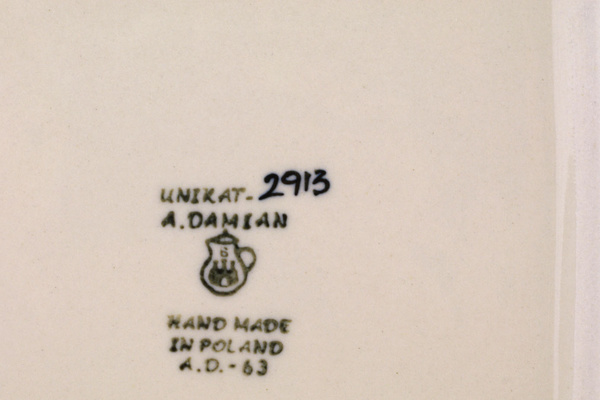 UNIKAT-2913
A.DAMIAN
HAND MADE
IN POLAND
A.D.-63